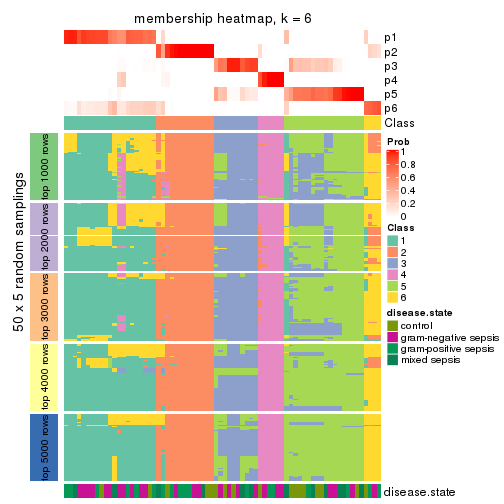 membership heatmap, k = 6
p1
p2
p3
p4
p5
p6
Class
50 x 5 random samplings
top 1000 rows
top 2000 rows
top 3000 rows
top 4000 rows
top 5000 rows
Prob
1
0.8
0.6
0.4
0.2
0
Class
1
2
3
4
5
6
disease.state
control
gram-negative sepsis
gram-positive sepsis
mixed sepsis
disease.state